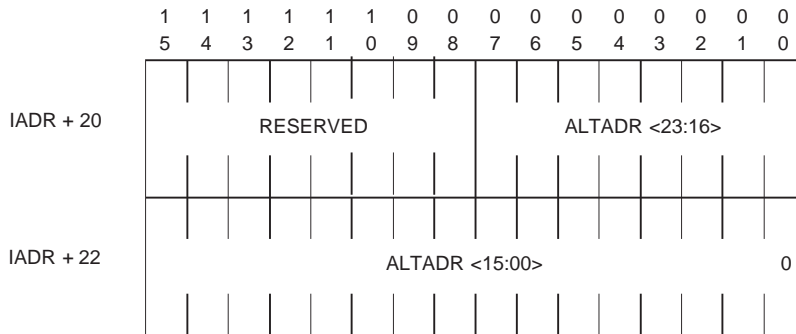 1 1 1 1 1 1 0 0 0 0 0 0 0 0 0 0
5 4 3 2 1 0 9 8 7 6 5 4 3 2 1 0
IADR + 20 RESERVED ALTADR <23:16>
IADR + 22 ALTADR <15:00> 0